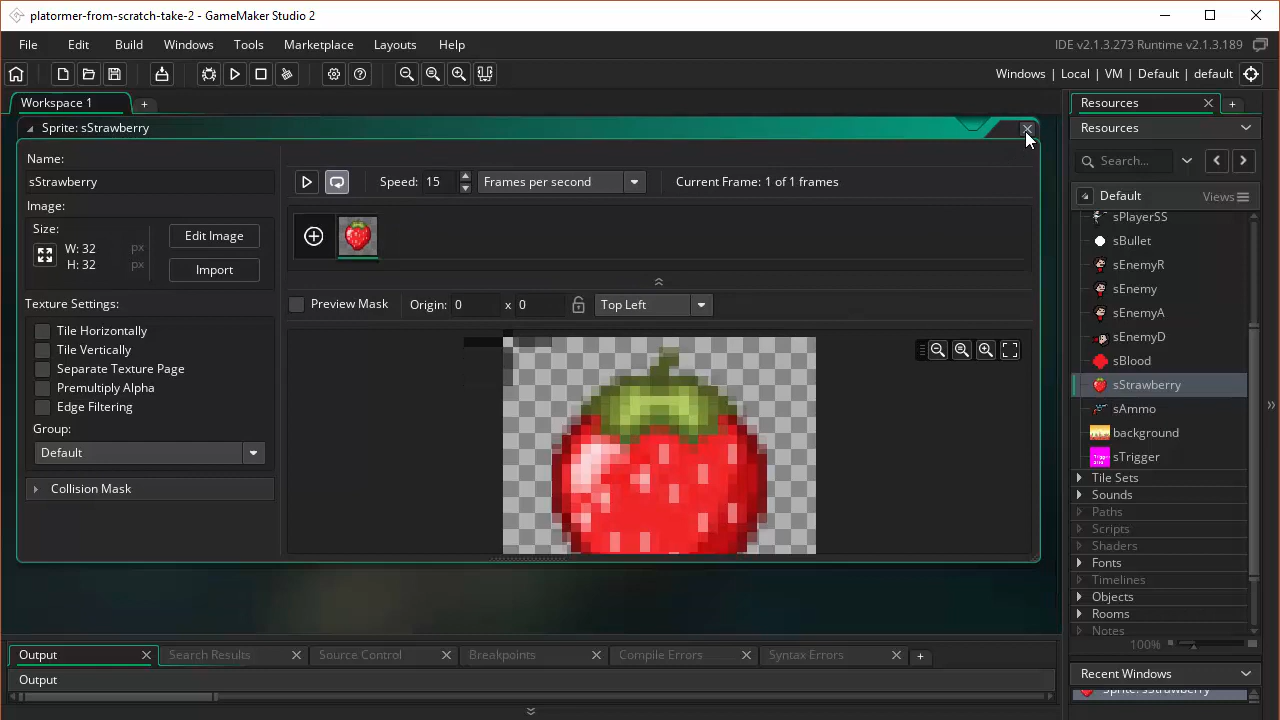 platormer-from-scratch-take-2 - GameMaker Studio 2
File Edit Build Windows Tools Marketplace Layouts Help
IDE v2.1.3.273 Runtime v2.1.3.189
Windows | Local | VM | Default | default
Workspace 1
Sprite: sStrawberry
Name:
sStrawberry
Image:
Size:
W: 32 px
H: 32 px
Edit Image
Import
Texture Settings:
Tile Horizontally
Tile Vertically
Separate Texture Page
Premultiply Alpha
Edge Filtering
Group:
Default
Collision Mask
Speed: 15 Frames per second
Current Frame: 1 of 1 frames
Preview Mask
Origin: 0 x 0 Top Left
Resources
Resources
Search...
Default Views
sPlayerSS
sBullet
sEnemyR
sEnemy
sEnemyA
sEnemyD
sBlood
sStrawberry
sAmmo
background
sTrigger
Tile Sets
Sounds
Paths
Scripts
Shaders
Fonts
Timelines
Objects
Rooms
Notes
100%
Recent Windows
Sprite: sStrawberry
Output Search Results Source Control Breakpoints Compile Errors Syntax Errors
Output